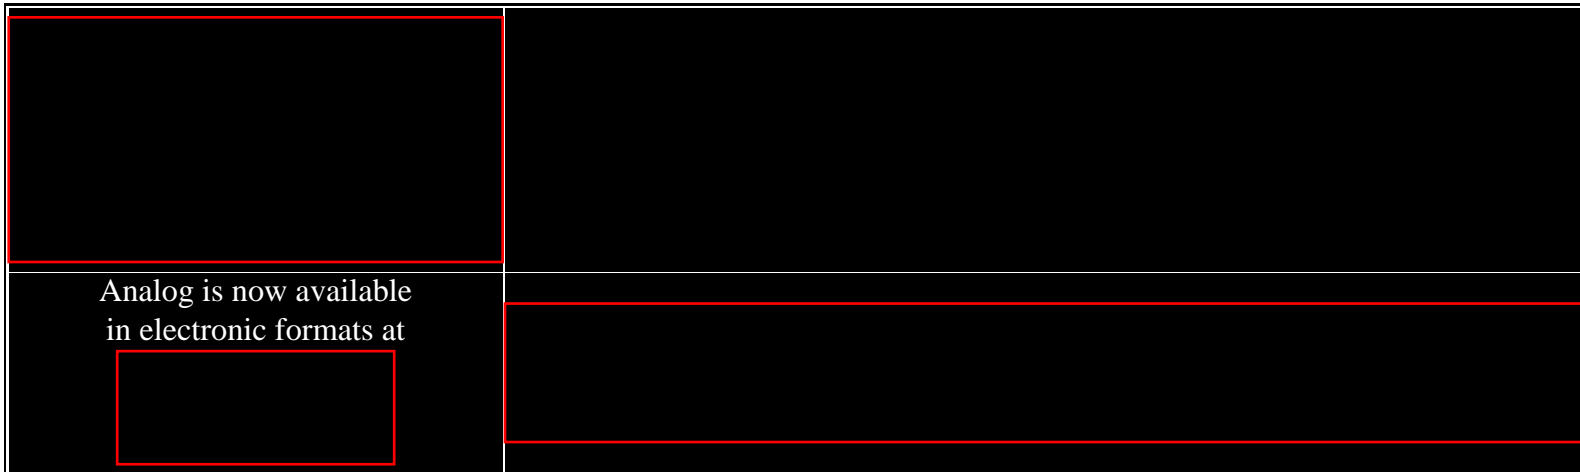 Analog is now available
in electronic formats at